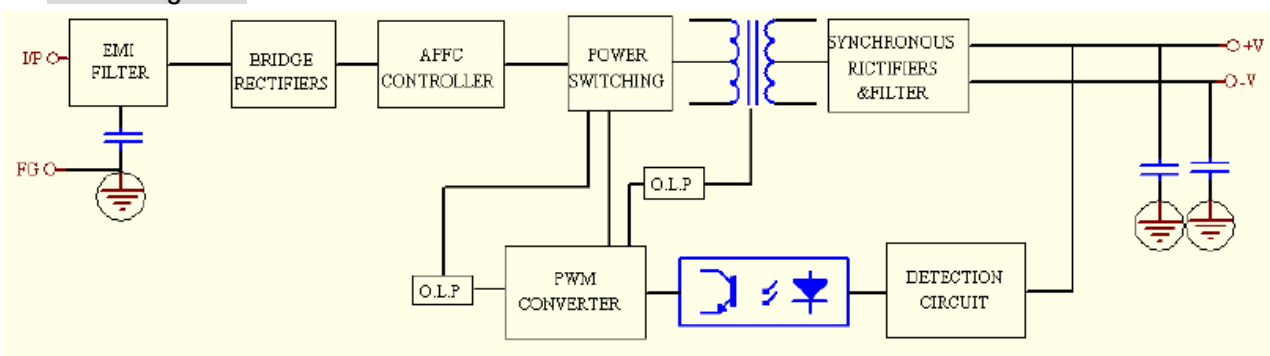 I/P
EMI
FILTER
BRIDGE
RECTIFIERS
APFC
CONTROLLER
POWER
SWITCHING
SYNCHRONOUS
RICTIFIERS
&FILTER
+V
-V
FG
O.L.P
O.L.P
PWM
CONVERTER
DETECTION
CIRCUIT